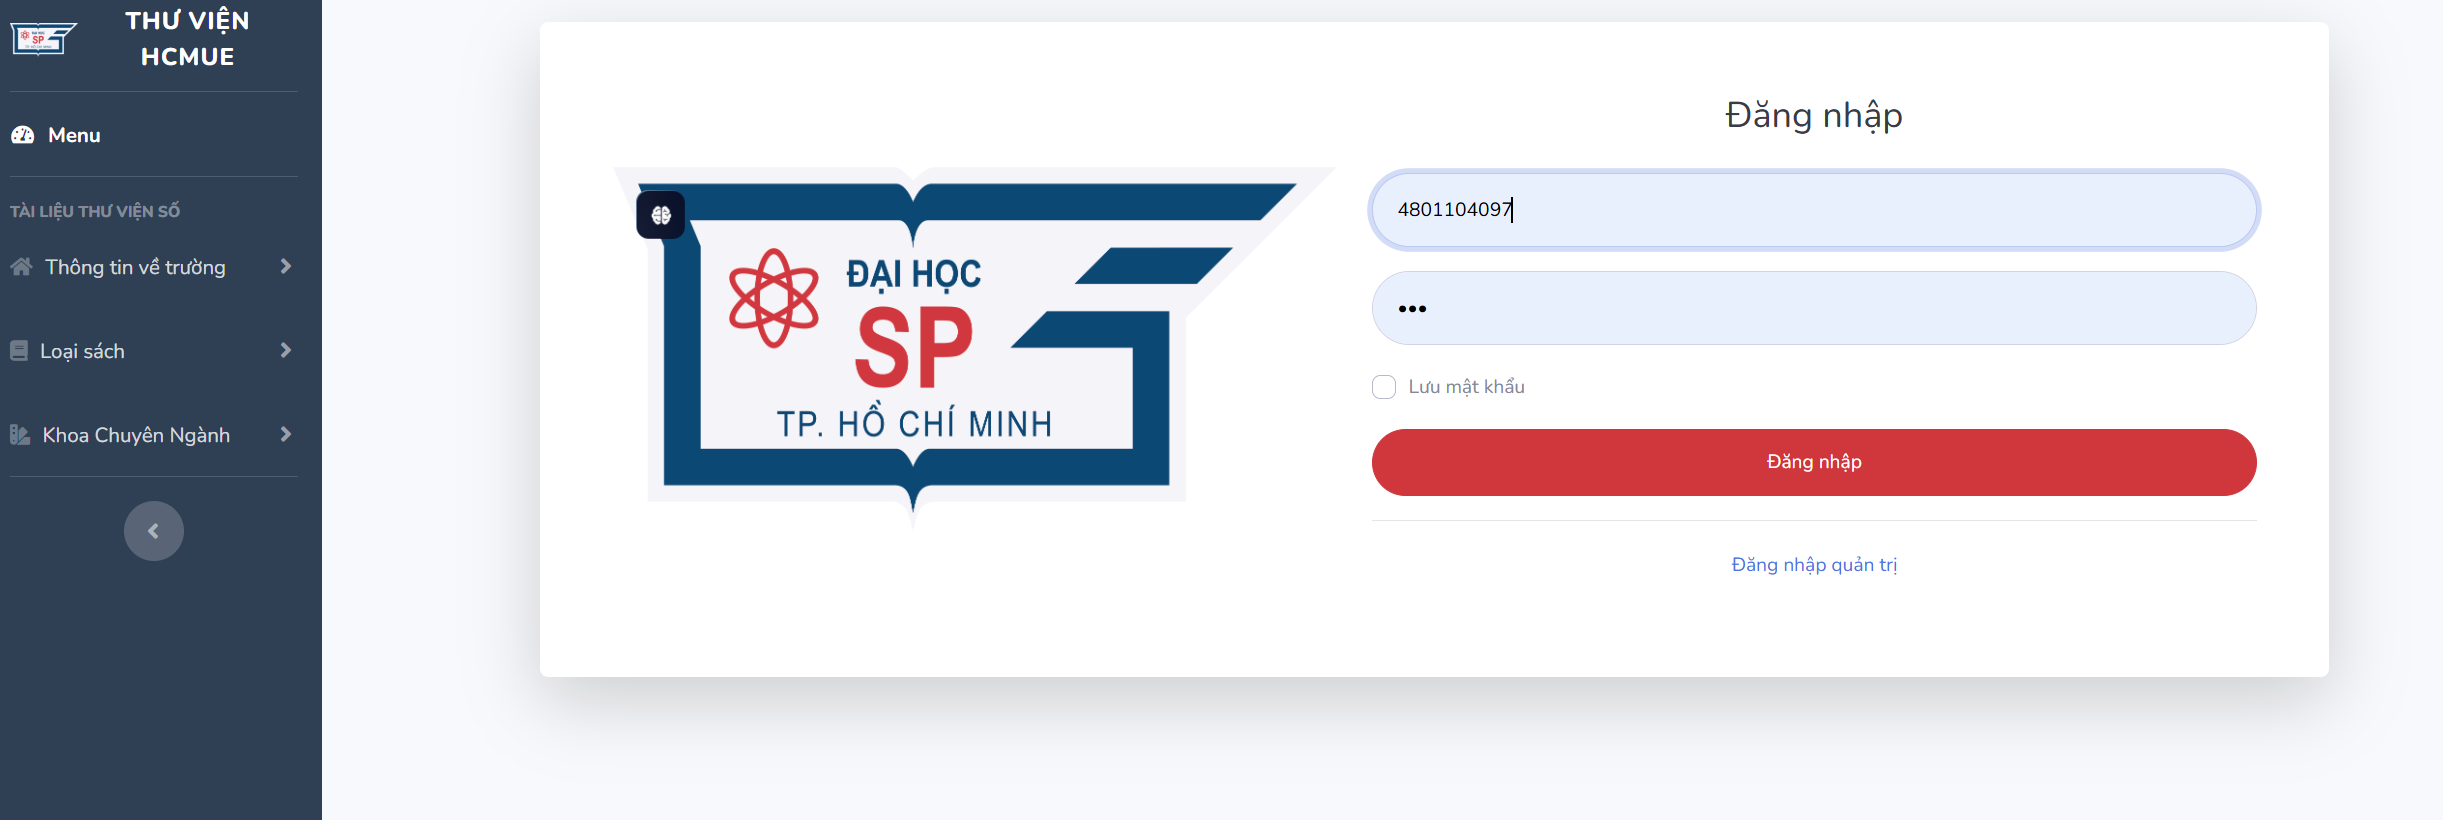 THƯ VIỆN
HCMUE
Menu
TÀI LIỆU THƯ VIỆN SỐ
Thông tin về trường
Loại sách
Khoa Chuyên Ngành
ĐẠI HỌC
SP
TP. HỒ CHÍ MINH
Đăng nhập
4801104097
•••
Lưu mật khẩu
Đăng nhập
Đăng nhập quản trị